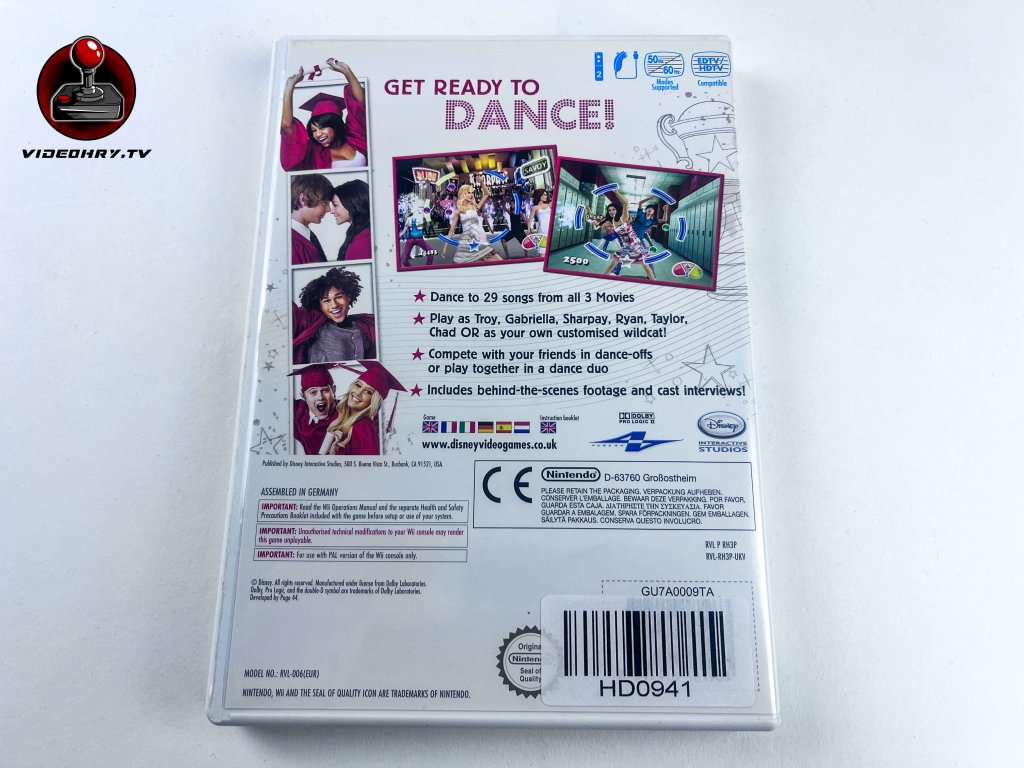 VIDEOHRY.TV
GET READY TO
DANCE!
2
50Hz
60Hz
Modes
Supported
EDTV/
HDTV
Compatible
BIJOU
SAVOY
2500
Dance to 29 songs from all 3 Movies
Play as Troy, Gabriella, Sharpay, Ryan, Taylor,
Chad OR as your own customised wildcat!
Compete with your friends in dance-offs
or play together in a dance duo
Includes behind-the-scenes footage and cast interviews!
Game
Instruction booklet
www.disneyvideogames.co.uk
DOLBY
PRO LOGIC II
PAGE 44
Disney
INTERACTIVE
STUDIOS
Published by Disney Interactive Studios, 500 S. Buena Vista St., Burbank, CA 91521, USA.
ASSEMBLED IN GERMANY
IMPORTANT: Read the Wii Operations Manual and the separate Health and Safety
Precautions Booklet included with the game before setup or use of your system.
IMPORTANT: Unauthorised technical modifications to your Wii console may render
this game unplayable.
IMPORTANT: For use with PAL version of the Wii console only.
CE
Nintendo D-63760 Großostheim
PLEASE RETAIN THE PACKAGING. VERPACKUNG AUFHEBEN.
CONSERVER L'EMBALLAGE. BEWAAR DEZE VERPAKKING. POR FAVOR,
GUARDA ESTA CAJA. ΔΙΑΤΗΡΗΣΤΕ ΤΗΝ ΣΥΣΚΕΥΑΣΙΑ. FAVOR
GUARDAR A EMBALAGEM. SPARA FÖRPACKNINGEN. GEM EMBALLAGEN.
SÄILYTÄ PAKKAUS. CONSERVA QUESTO INVOLUCRO.
RVL P RH3P
RVL-RH3P-UKV
© Disney. All rights reserved. Manufactured under license from Dolby Laboratories.
Dolby, Pro Logic, and the double-D symbol are trademarks of Dolby Laboratories.
Developed by Page 44.
GU7A0009TA
Original
Nintendo
Seal of
Quality
HD0941
MODEL NO.: RVL-006(EUR)
NINTENDO, Wii AND THE SEAL OF QUALITY ICON ARE TRADEMARKS OF NINTENDO.